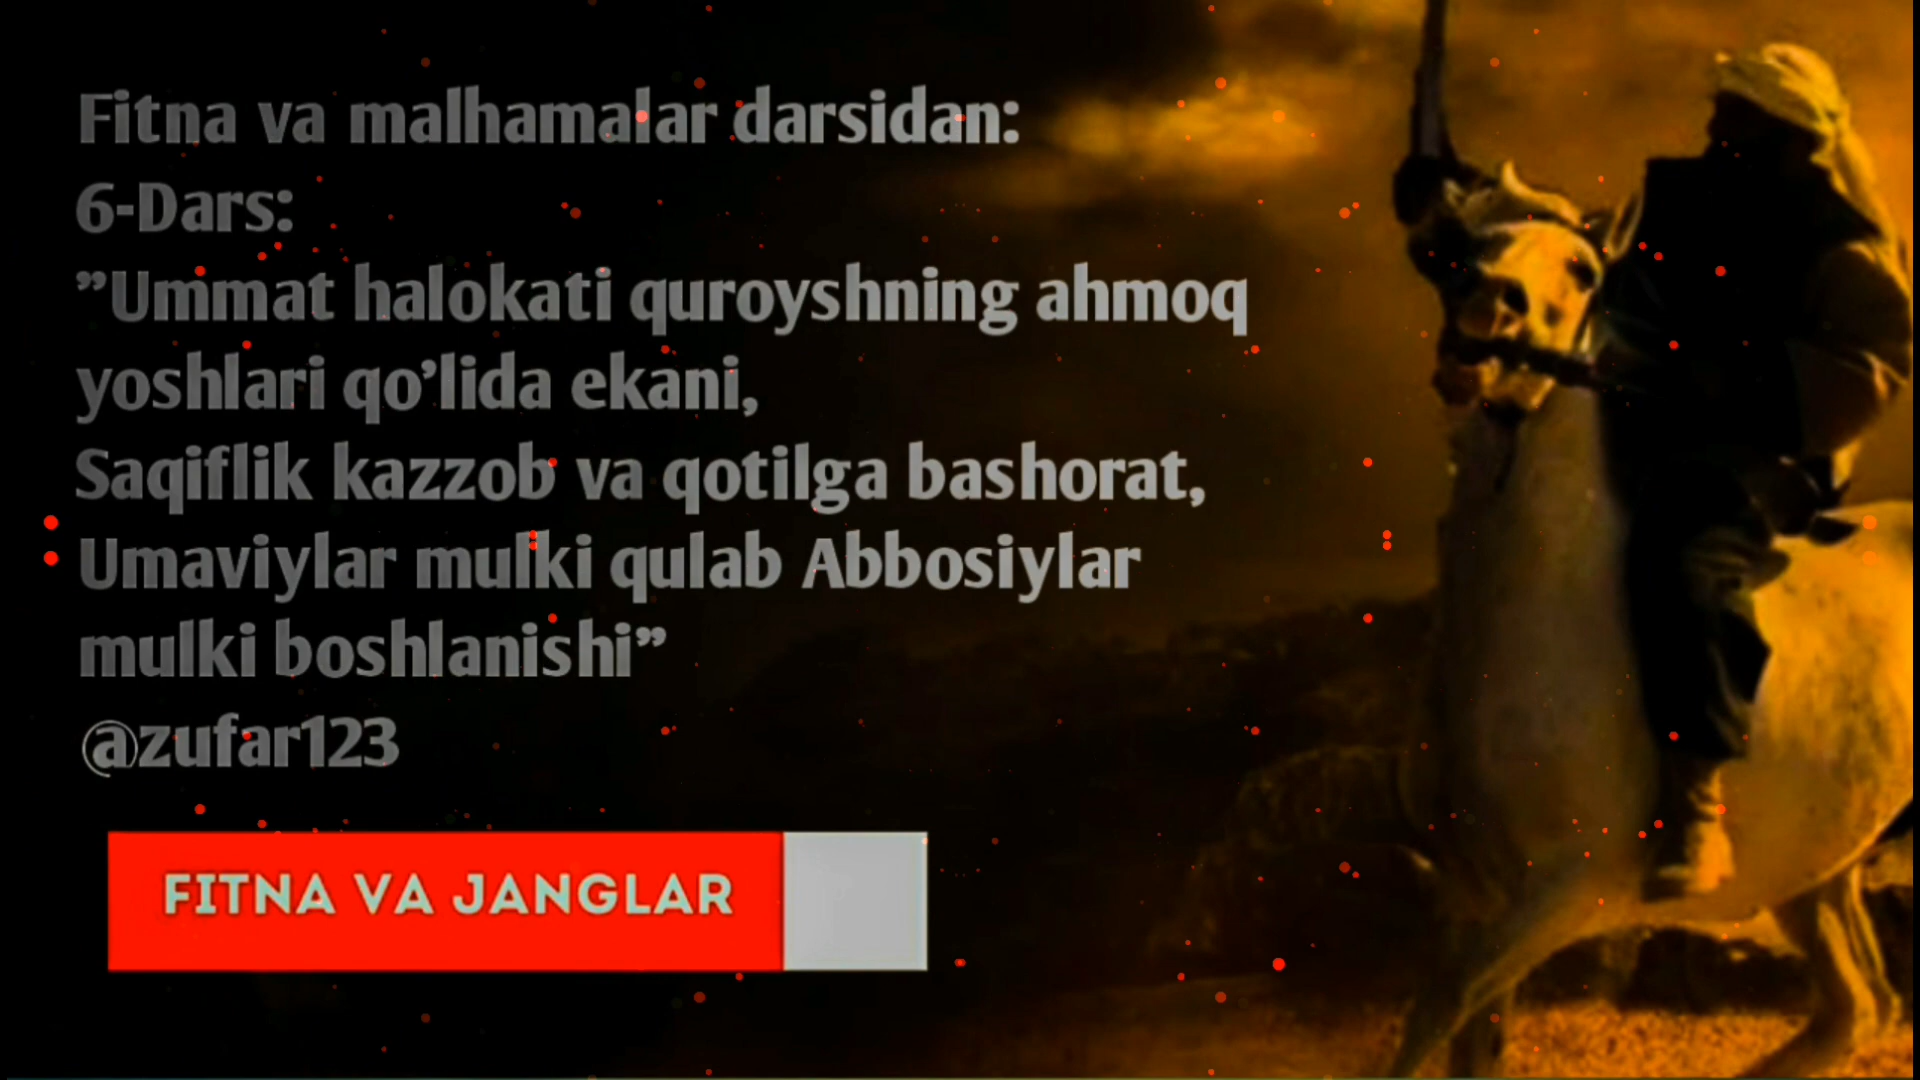 Fitna va malhamalar darsidan:
6-Dars:
”Ummat halokati quroyshning ahmoq
yoshlari qo’lida ekani,
Saqiflik kazzob va qotilga bashorat,
Umaviylar mulki qulab Abbosiylar
mulki boshlanishi”
@zufar123
FITNA VA JANGLAR